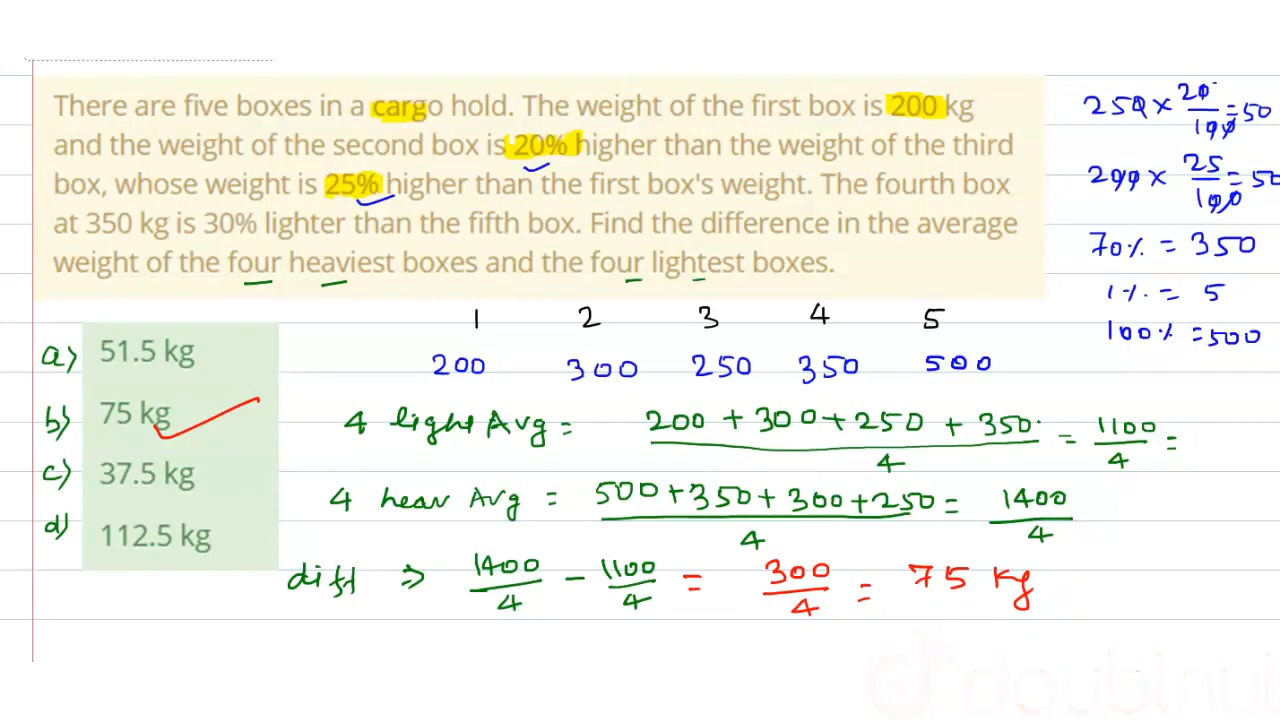 There are five boxes in a cargo hold. The weight of the first box is 200 kg
and the weight of the second box is 20% higher than the weight of the third
box, whose weight is 25% higher than the first box's weight. The fourth box
at 350 kg is 30% lighter than the fifth box. Find the difference in the average
weight of the four heaviest boxes and the four lightest boxes.
250 × 20/100 = 50
200 × 25/100 = 50
70% = 350
1% = 5
100% = 500
1 2 3 4 5
200 300 250 350 500
a) 51.5 kg
b) 75 kg
c) 37.5 kg
d) 112.5 kg
4 light Avg = 200 + 300 + 250 + 350 / 4 = 1100/4 =
4 heav Avg = 500 + 350 + 300 + 250 / 4 = 1400/4
diff ⇒ 1400/4 − 1100/4 = 300/4 = 75 kg
doubtnut